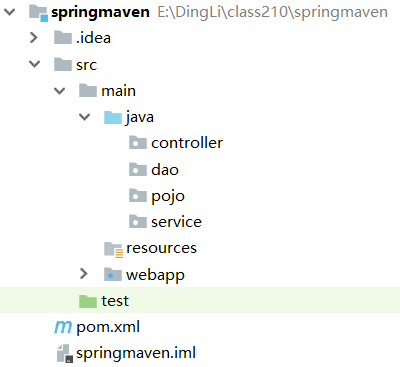 springmaven E:\DingLi\class210\springmaven
.idea
src
main
java
controller
dao
pojo
service
resources
webapp
test
pom.xml
springmaven.iml